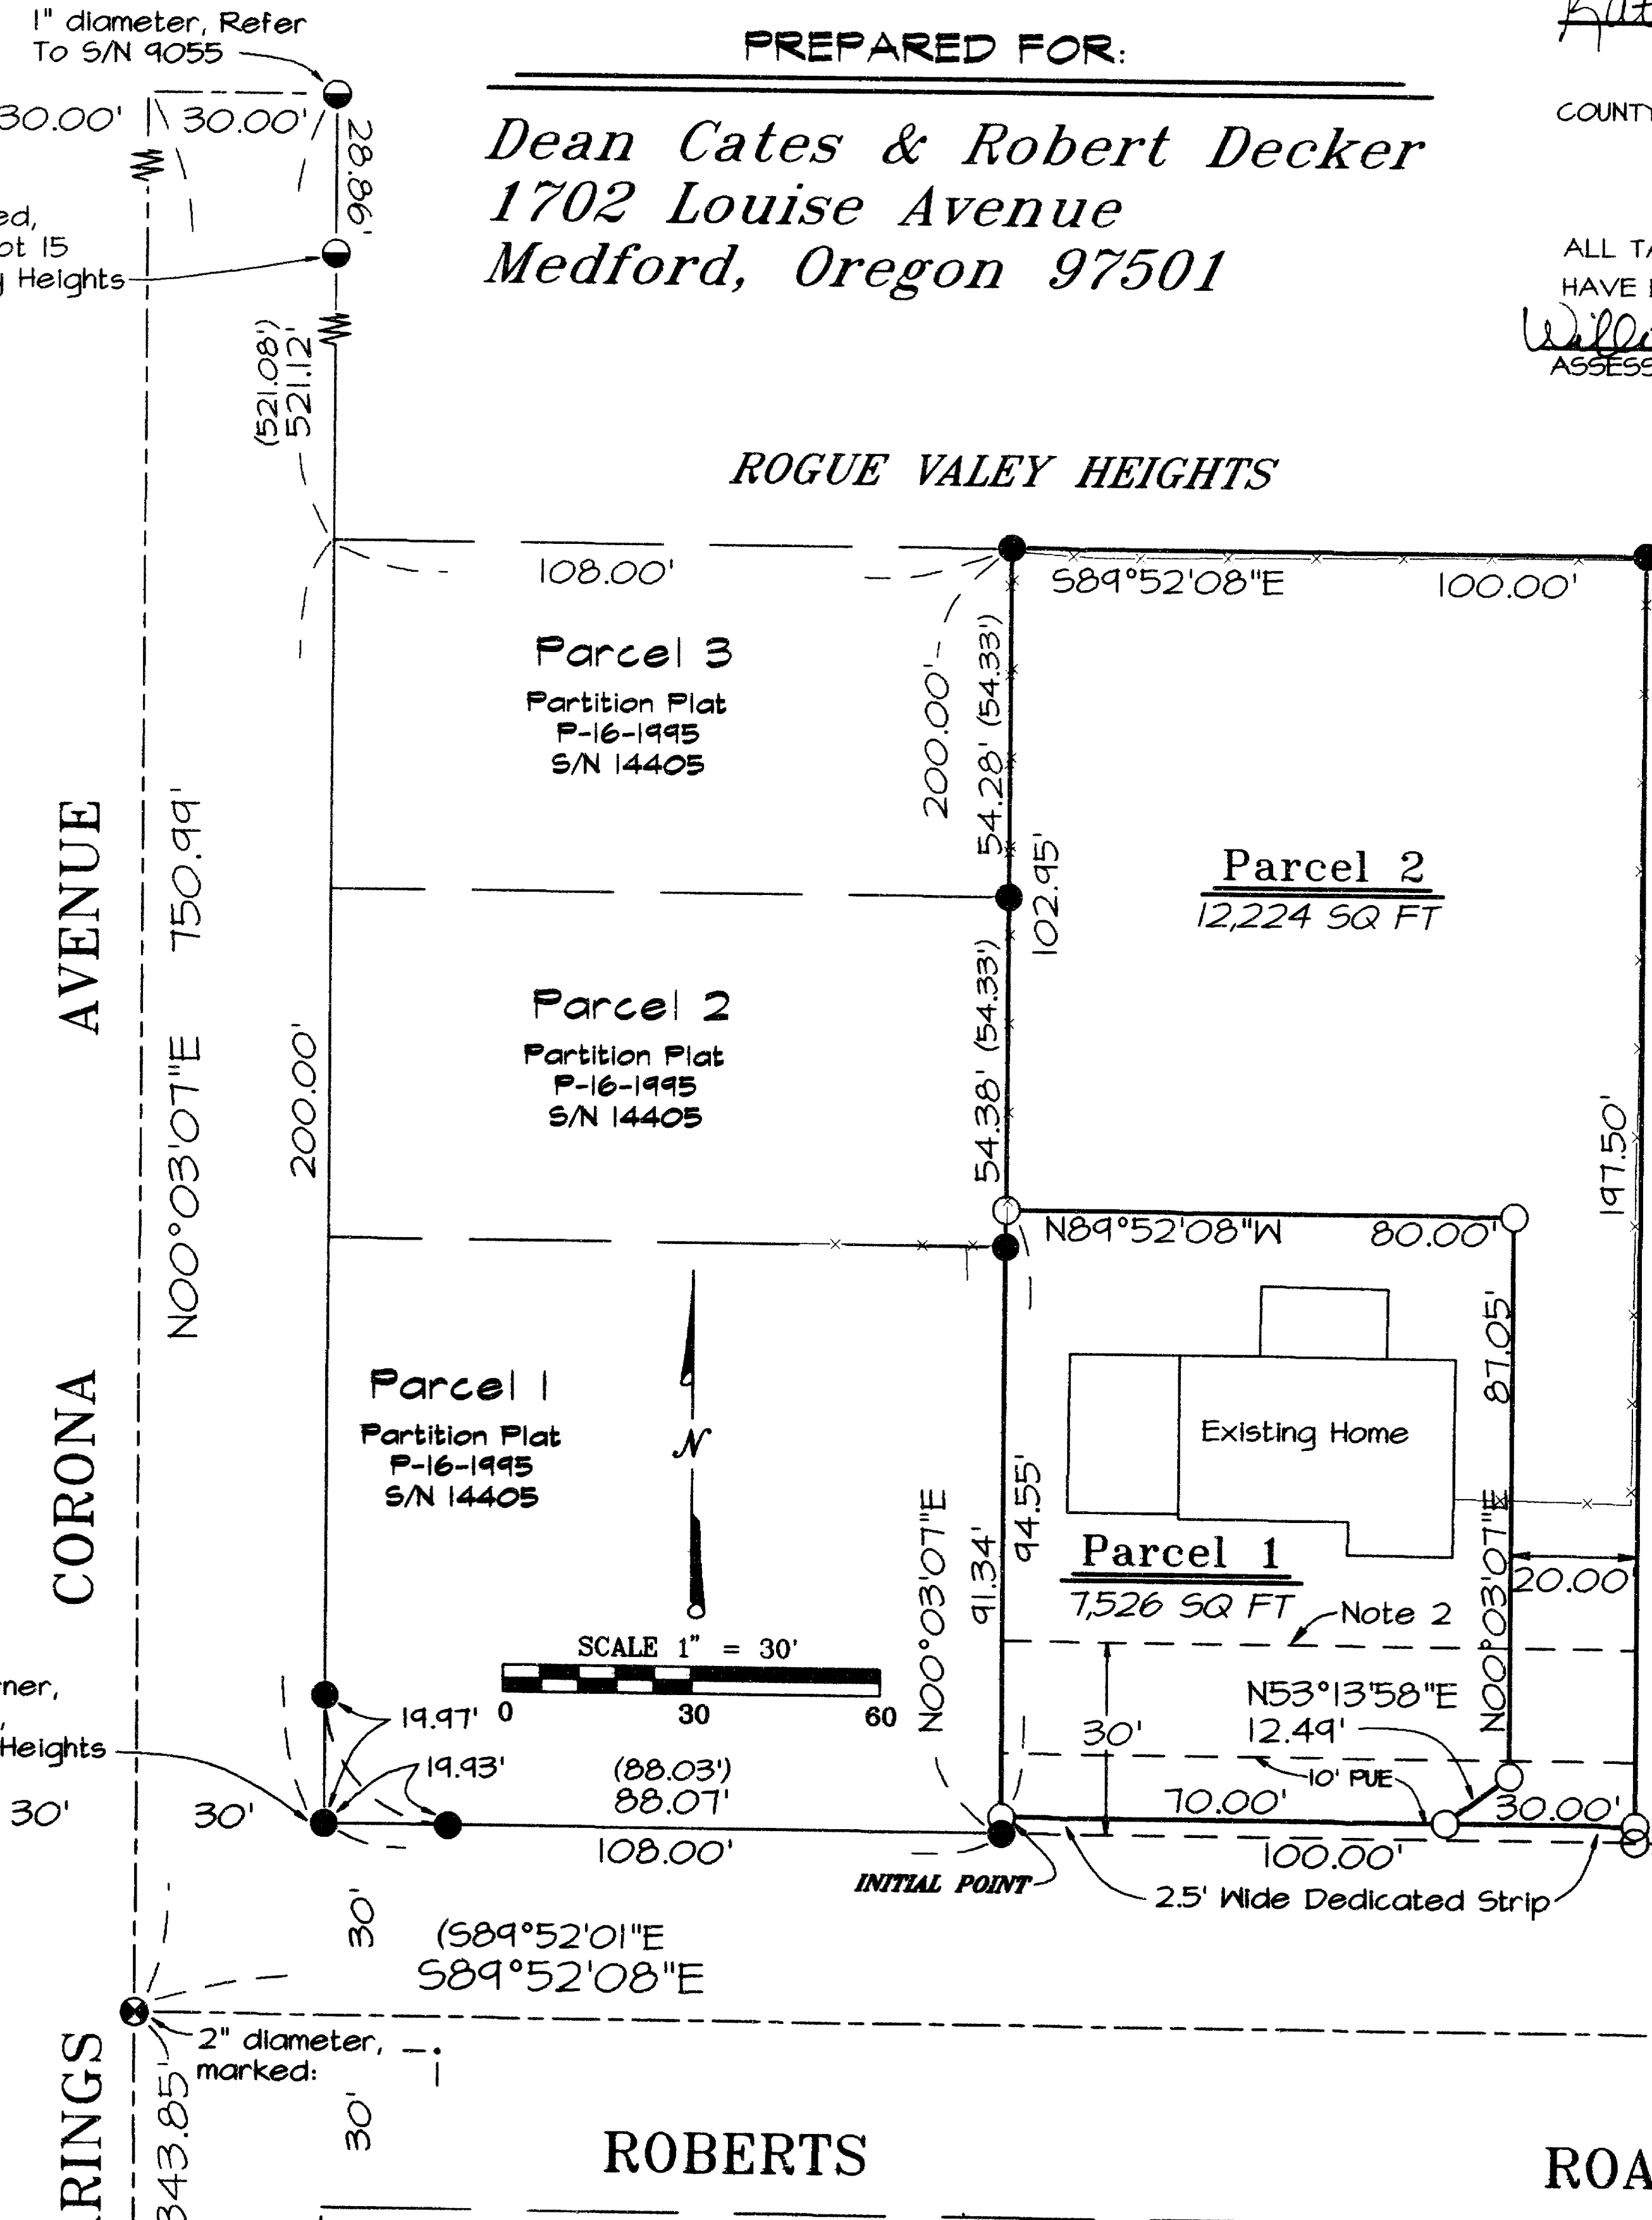 1" diameter, Refer
To S/N 9055
PREPARED FOR:
Dean Cates & Robert Decker
1702 Louise Avenue
Medford, Oregon 97501
COUNTY
ALL
HAVE
30.00'
30.00'
28.86'
ot 15
Heights
(521.08')
521.12'
ROGUE VALEY HEIGHTS
108.00'
S89°52'08"E
100.00'
Parcel 3
Partition Plat
P-16-1995
S/N 14405
200.00'
54.28' (54.33')
102.95'
Parcel 2
12,224 SQ FT
AVENUE
750.99'
N00°03'07"E
200.00'
Parcel 2
Partition Plat
P-16-1995
S/N 14405
54.38' (54.33')
197.50'
N89°52'08"W
80.00'
87.05'
N00°03'07"E
Existing Home
Parcel 1
7,526 SQ FT
Note 2
20.00
CORONA
Parcel 1
Partition Plat
P-16-1995
S/N 14405
N
SCALE 1" = 30'
0 30 60
N00°03'07"E
91.34'
94.55'
N53°13'58"E
12.49'
30'
10' PUE
70.00'
30.00'
100.00'
2.5' Wide Dedicated Strip
INITIAL POINT
19.97'
19.93'
(88.03')
88.07'
108.00'
Heights
30'
30'
30'
(S89°52'01"E
S89°52'08"E
2" diameter,
marked:
343.85'
30'
ROBERTS